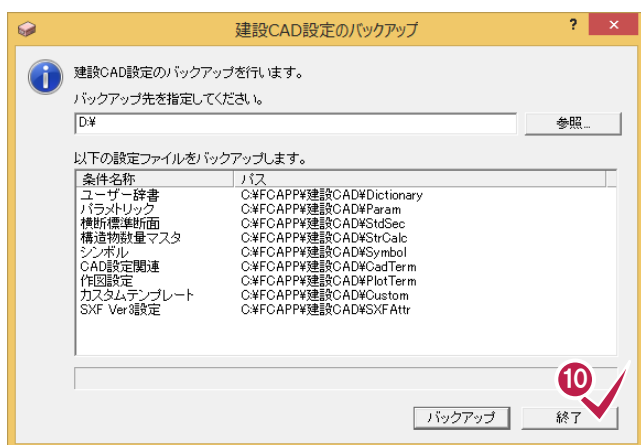 建設CAD設定のバックアップ
? ×
建設CAD設定のバックアップを行います。
バックアップ先を指定してください。
D:¥
参照...
以下の設定ファイルをバックアップします。
条件名称 パス
ユーザー辞書 C:¥FCAPP¥建設CAD¥Dictionary
パラメトリック C:¥FCAPP¥建設CAD¥Param
横断標準断面 C:¥FCAPP¥建設CAD¥StdSec
構造物数量マスタ C:¥FCAPP¥建設CAD¥StrCalc
シンボル C:¥FCAPP¥建設CAD¥Symbol
CAD設定関連 C:¥FCAPP¥建設CAD¥CadTerm
作図設定 C:¥FCAPP¥建設CAD¥PlotTerm
カスタムテンプレート C:¥FCAPP¥建設CAD¥Custom
SXF Ver3設定 C:¥FCAPP¥建設CAD¥SXFAttr
10
バックアップ 終了